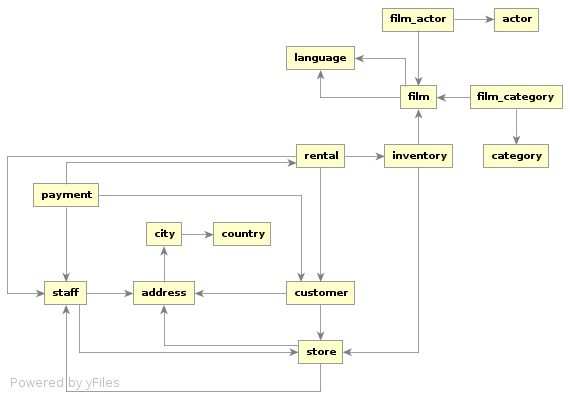 film_actor
actor
language
film
film_category
rental
inventory
category
payment
city
country
staff
address
customer
store
Powered by yFiles